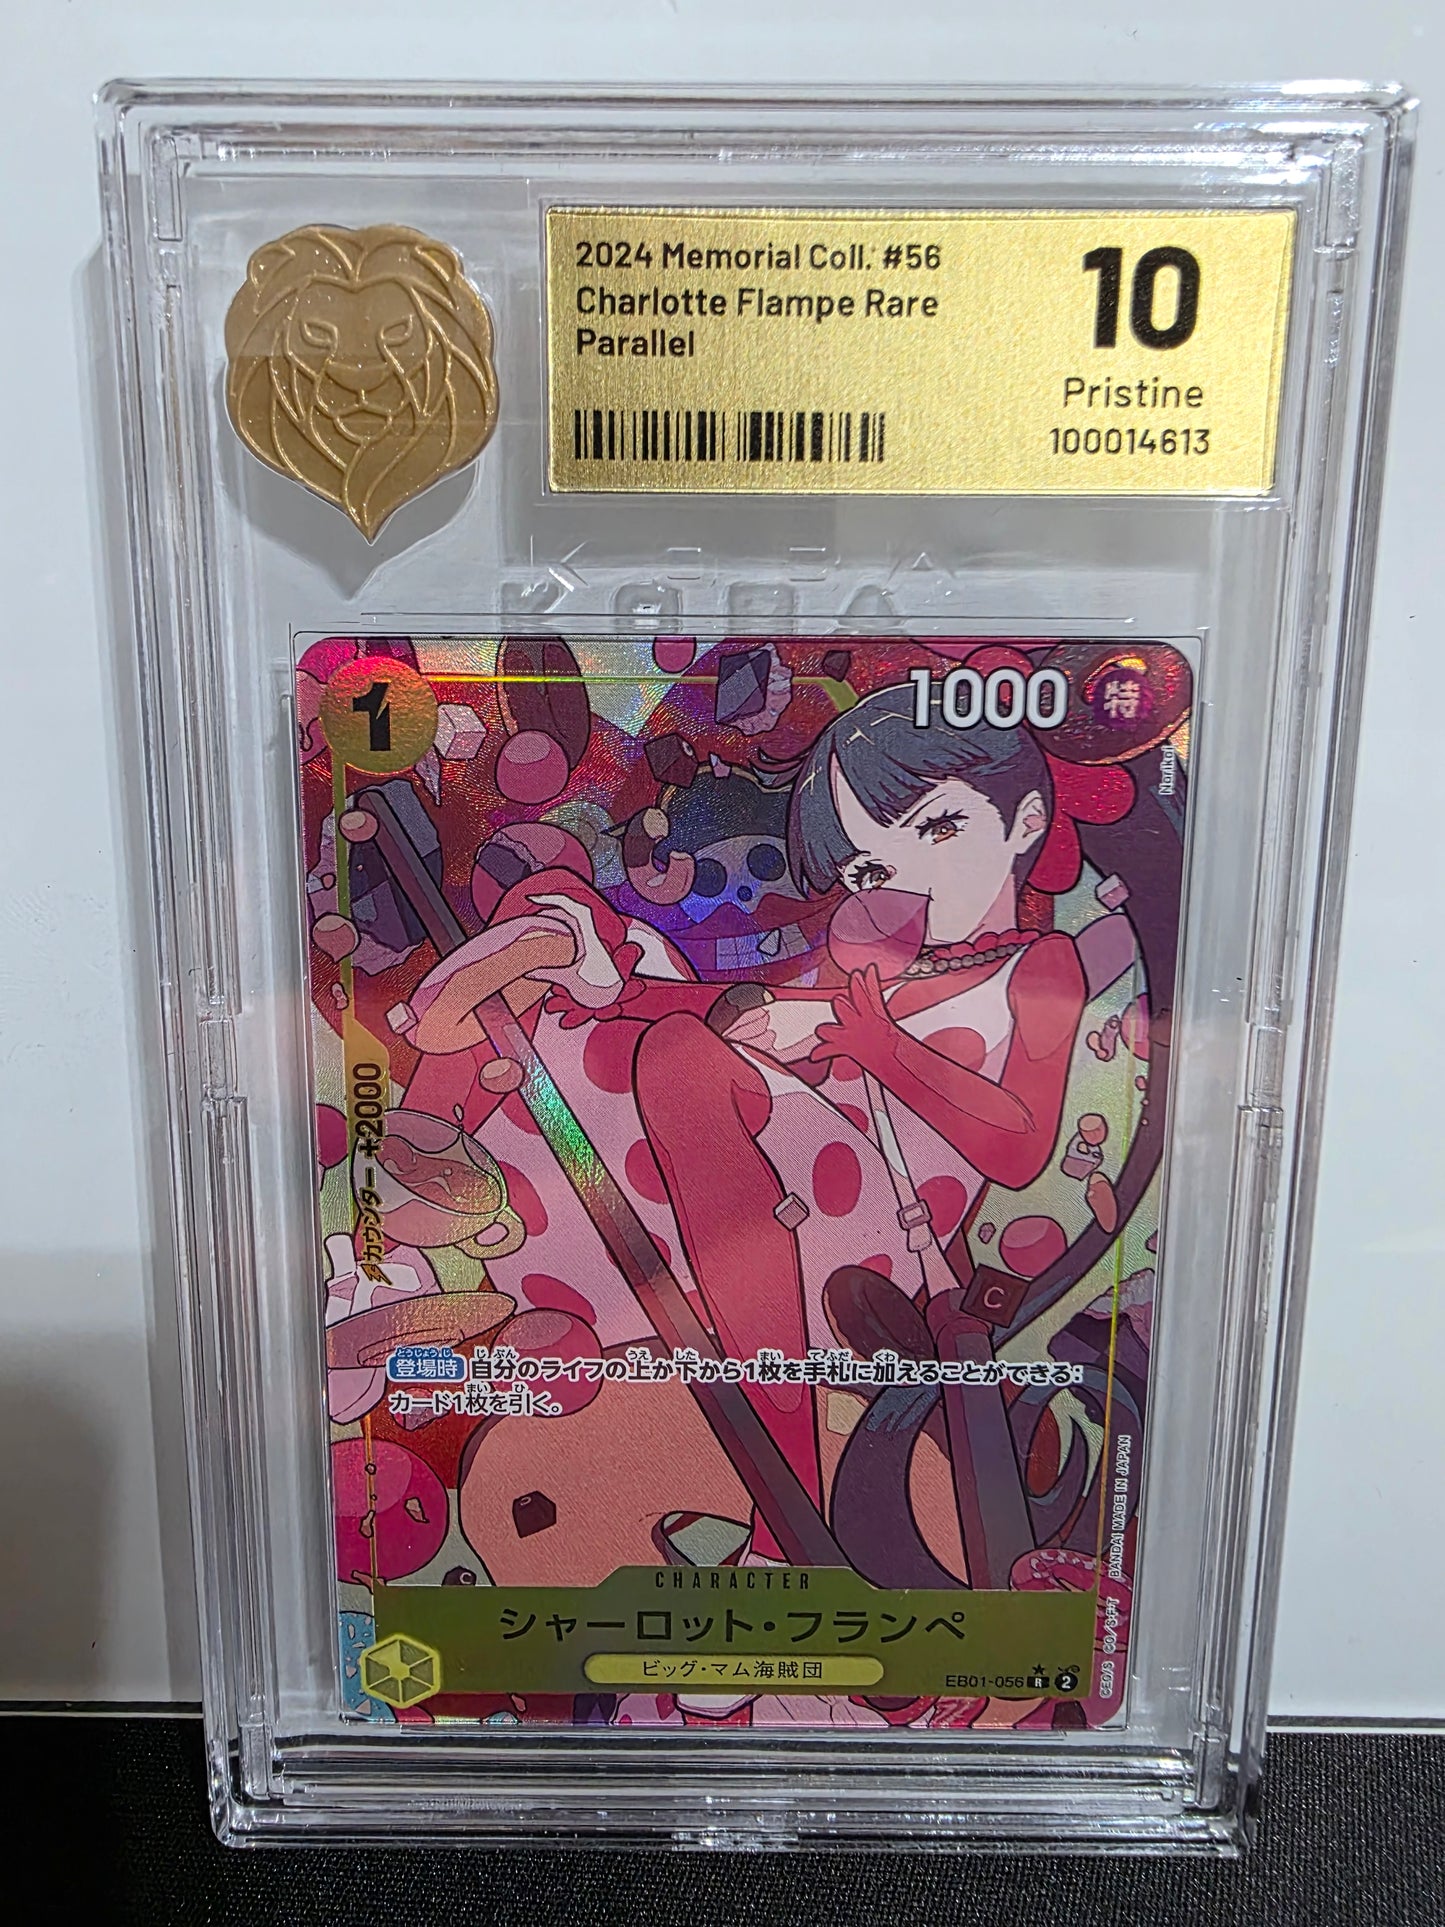 2024 Memorial Coll. #56
Charlotte Flampe Rare
Parallel
10
Pristine
100014613
1
1000
特
Norikoi
カウンター +2000
C
登場時 自分のライフの上か下から1枚を手札に加えることができる:
カード1枚を引く。
CHARACTER
シャーロット・フランペ
ビッグ・マム海賊団
EB01-056 R 2
BANDAI MADE IN JAPAN